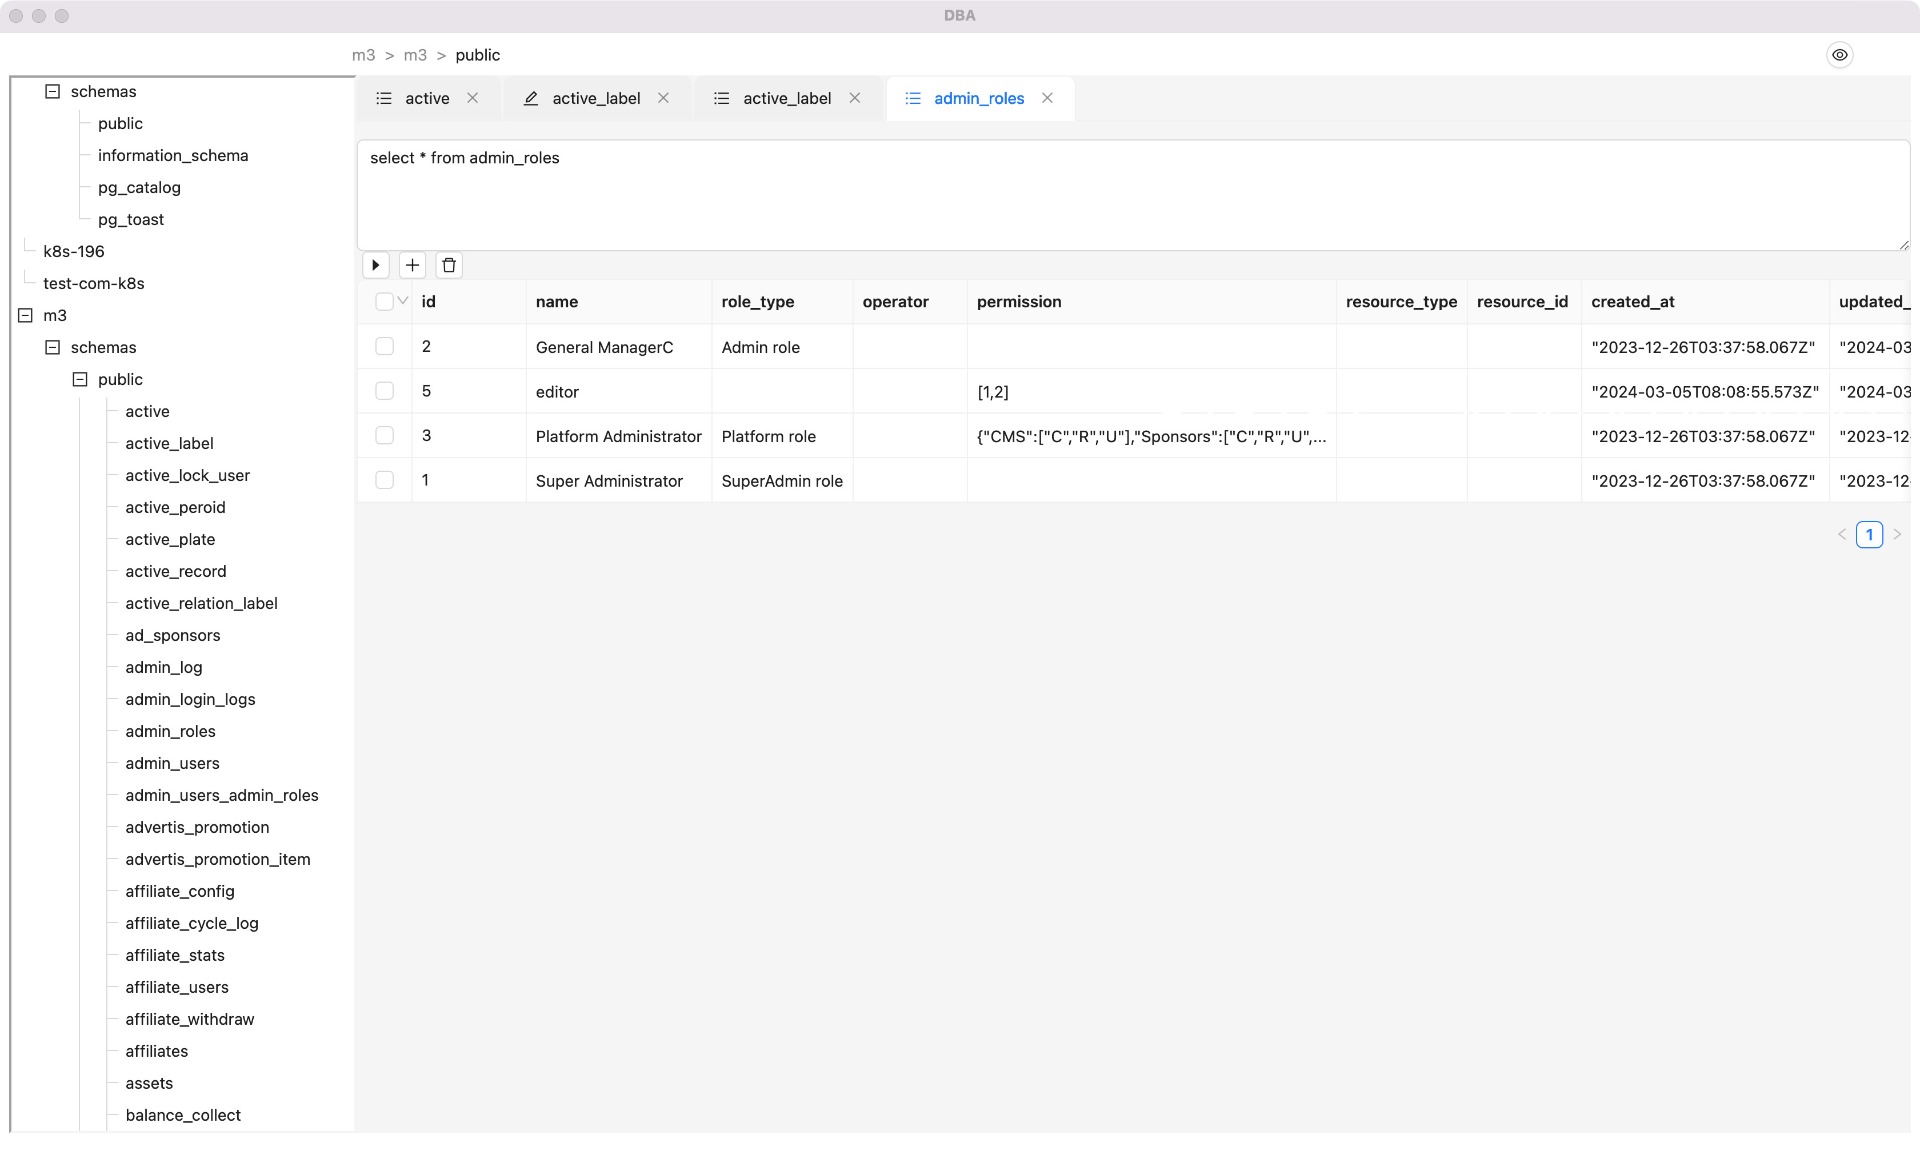 DBA
m3 > m3 > public
schemas
public
information_schema
pg_catalog
pg_toast
k8s-196
test-com-k8s
m3
schemas
public
active
active_label
active_lock_user
active_peroid
active_plate
active_record
active_relation_label
ad_sponsors
admin_log
admin_login_logs
admin_roles
admin_users
admin_users_admin_roles
advertis_promotion
advertis_promotion_item
affiliate_config
affiliate_cycle_log
affiliate_stats
affiliate_users
affiliate_withdraw
affiliates
assets
balance_collect
active active_label active_label admin_roles
select * from admin_roles
id name role_type operator permission resource_type resource_id created_at updated_
2 General ManagerC Admin role "2023-12-26T03:37:58.067Z" "2024-03
5 editor [1,2] "2024-03-05T08:08:55.573Z" "2024-03
3 Platform Administrator Platform role {"CMS":["C","R","U"],"Sponsors":["C","R","U",... "2023-12-26T03:37:58.067Z" "2023-12-
1 Super Administrator SuperAdmin role "2023-12-26T03:37:58.067Z" "2023-12-
< 1 >